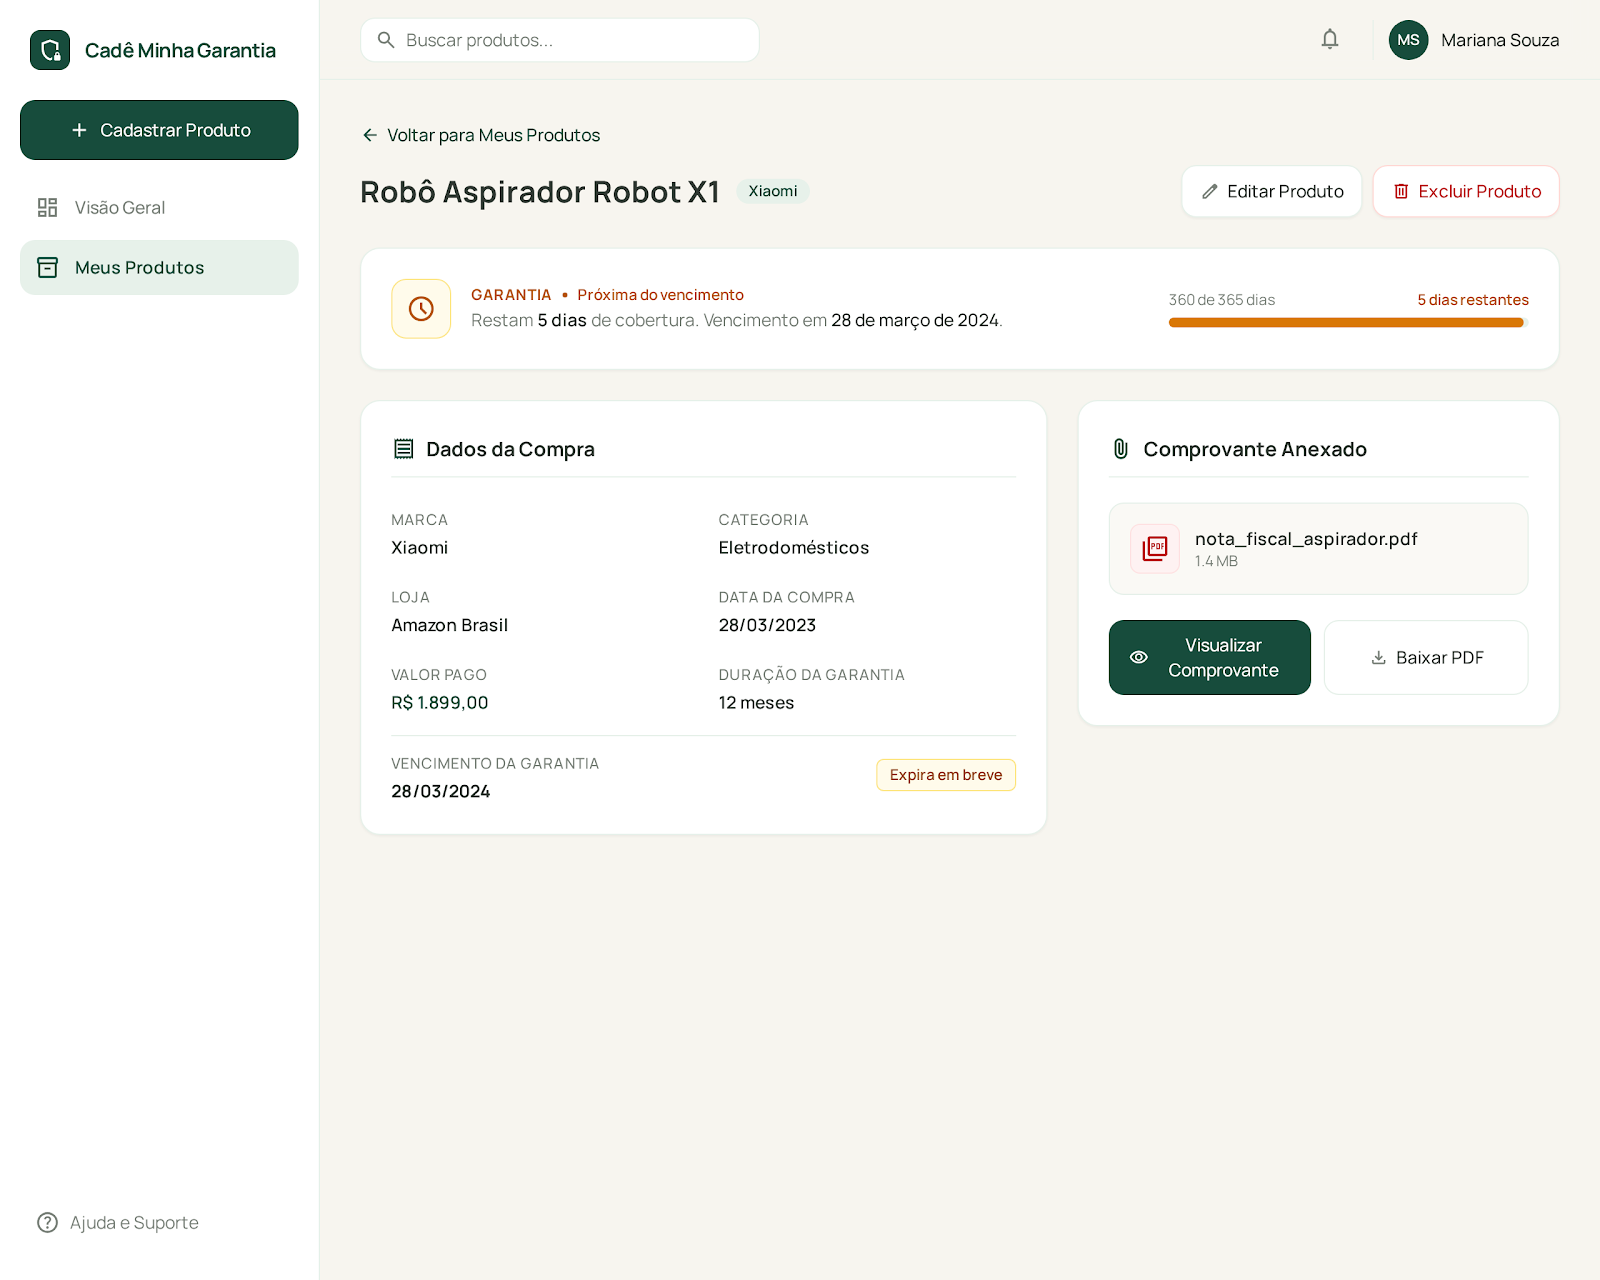 Cadê Minha Garantia
Cadastrar Produto
Visão Geral
Meus Produtos
Ajuda e Suporte
Buscar produtos...
MS
Mariana Souza
Voltar para Meus Produtos
Robô Aspirador Robot X1
Xiaomi
Editar Produto
Excluir Produto
GARANTIA • Próxima do vencimento
Restam 5 dias de cobertura. Vencimento em 28 de março de 2024.
360 de 365 dias
5 dias restantes
Dados da Compra
MARCA
Xiaomi
CATEGORIA
Eletrodomésticos
LOJA
Amazon Brasil
DATA DA COMPRA
28/03/2023
VALOR PAGO
R$ 1.899,00
DURAÇÃO DA GARANTIA
12 meses
VENCIMENTO DA GARANTIA
28/03/2024
Expira em breve
Comprovante Anexado
PDF
nota_fiscal_aspirador.pdf
1.4 MB
Visualizar
Comprovante
Baixar PDF